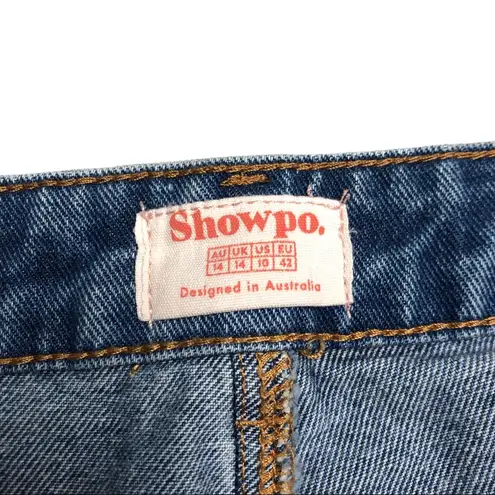 Showpo.
AU UK US EU
14 14 10 42
Designed in Australia